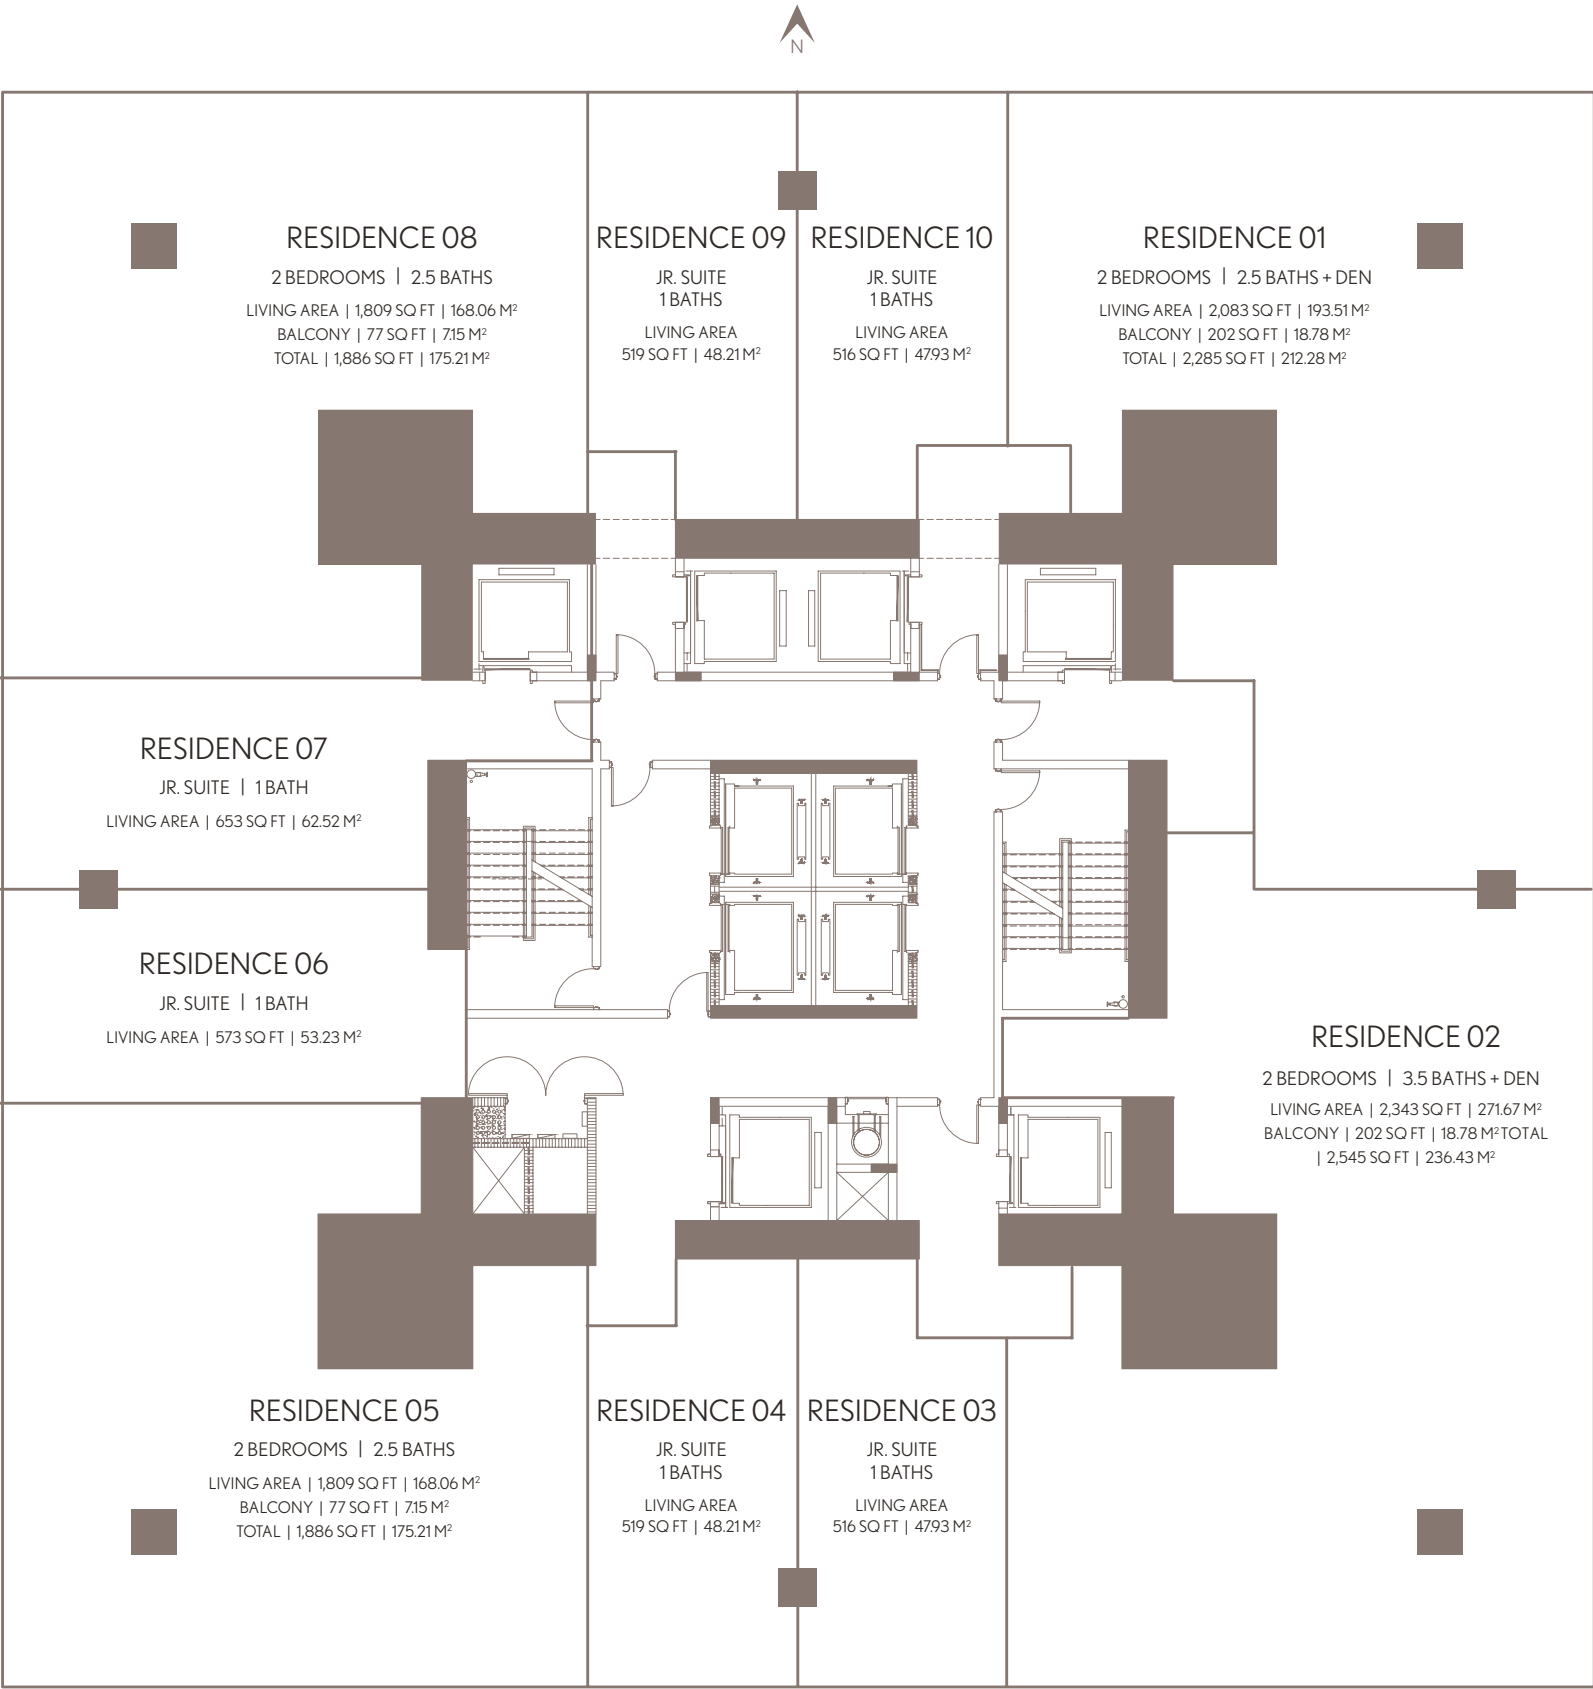 N
RESIDENCE 08
2 BEDROOMS | 2.5 BATHS
LIVING AREA | 1,809 SQ FT | 168.06 M²
BALCONY | 77 SQ FT | 7.15 M²
TOTAL | 1,886 SQ FT | 175.21 M²
RESIDENCE 09
JR. SUITE
1 BATHS
LIVING AREA
519 SQ FT | 48.21 M²
RESIDENCE 10
JR. SUITE
1 BATHS
LIVING AREA
516 SQ FT | 47.93 M²
RESIDENCE 01
2 BEDROOMS | 2.5 BATHS + DEN
LIVING AREA | 2,083 SQ FT | 193.51 M²
BALCONY | 202 SQ FT | 18.78 M²
TOTAL | 2,285 SQ FT | 212.28 M²
RESIDENCE 07
JR. SUITE | 1 BATH
LIVING AREA | 653 SQ FT | 62.52 M²
RESIDENCE 06
JR. SUITE | 1 BATH
LIVING AREA | 573 SQ FT | 53.23 M²
RESIDENCE 02
2 BEDROOMS | 3.5 BATHS + DEN
LIVING AREA | 2,343 SQ FT | 271.67 M²
BALCONY | 202 SQ FT | 18.78 M² TOTAL
| 2,545 SQ FT | 236.43 M²
RESIDENCE 05
2 BEDROOMS | 2.5 BATHS
LIVING AREA | 1,809 SQ FT | 168.06 M²
BALCONY | 77 SQ FT | 7.15 M²
TOTAL | 1,886 SQ FT | 175.21 M²
RESIDENCE 04
JR. SUITE
1 BATHS
LIVING AREA
519 SQ FT | 48.21 M²
RESIDENCE 03
JR. SUITE
1 BATHS
LIVING AREA
516 SQ FT | 47.93 M²